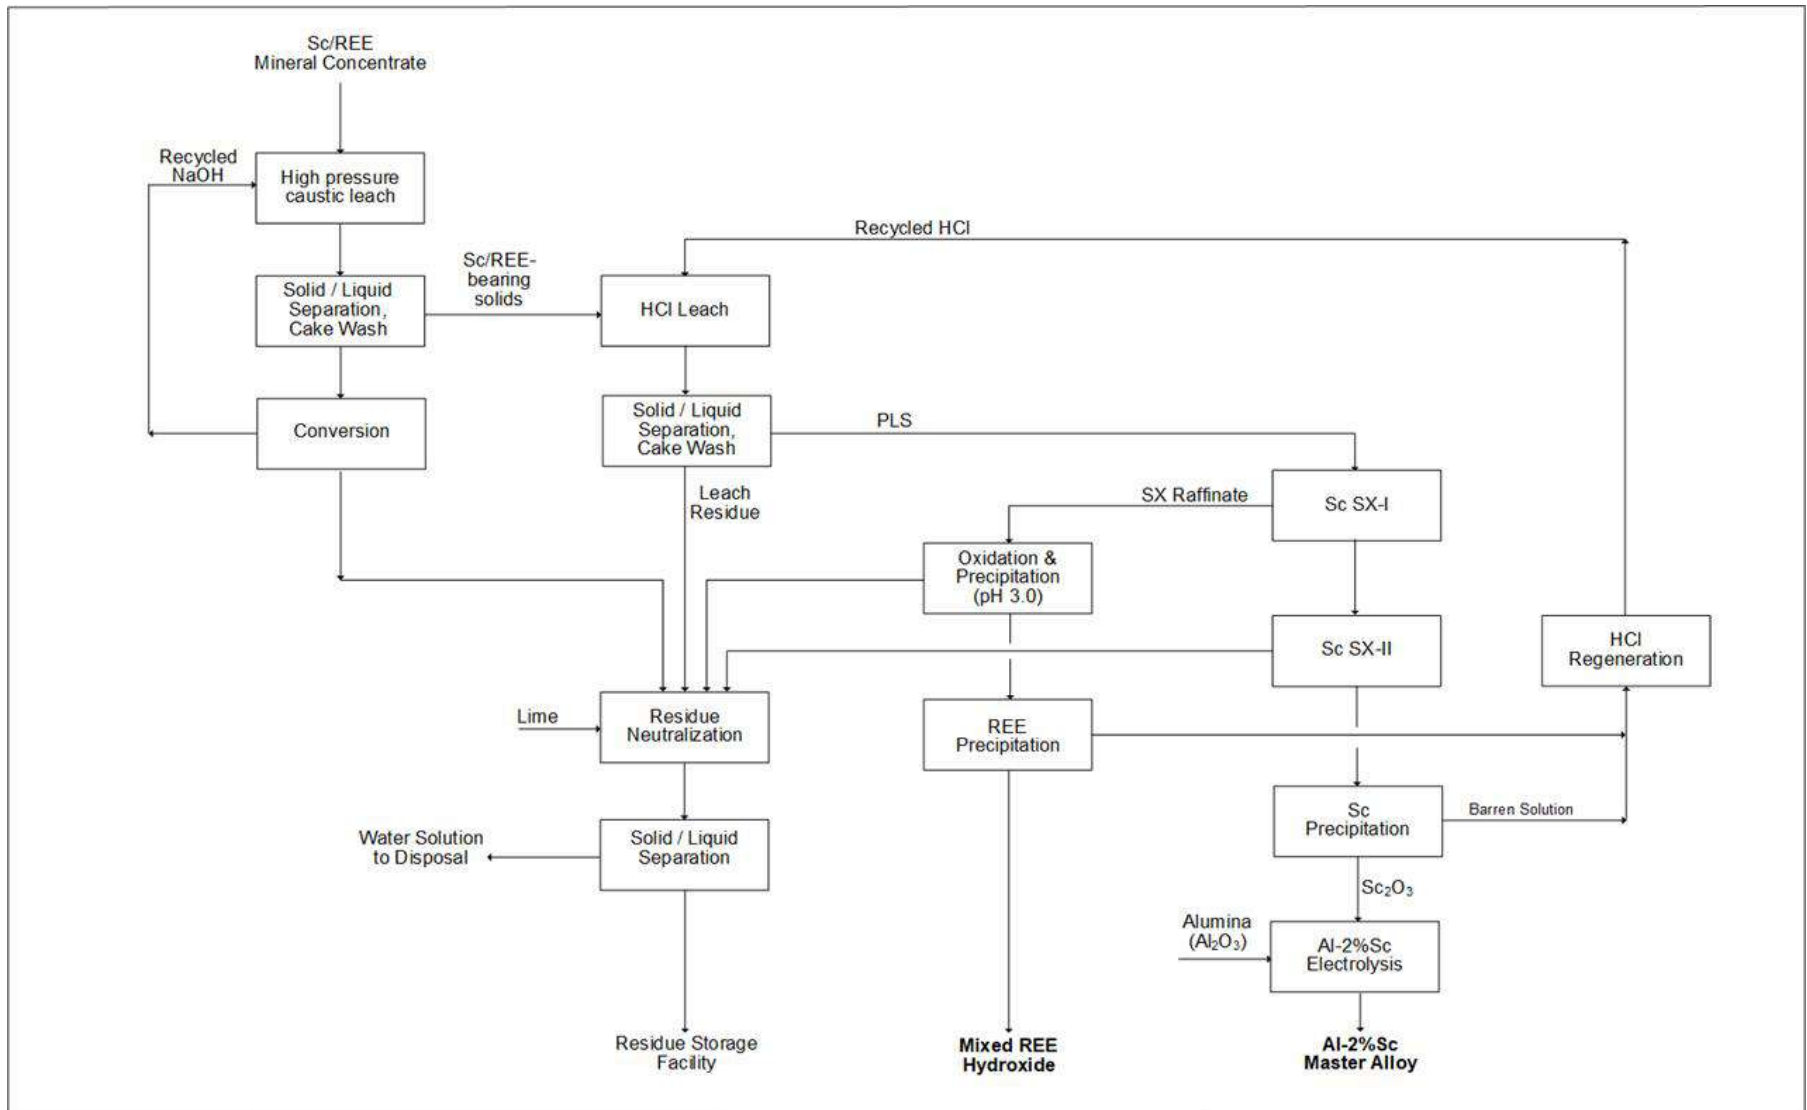 Sc/REE
Mineral Concentrate
Recycled
NaOH
High pressure
caustic leach
Recycled HCl
Sc/REE-
bearing
solids
Solid / Liquid
Separation,
Cake Wash
HCl Leach
Conversion
Solid / Liquid
Separation,
Cake Wash
PLS
Leach
Residue
SX Raffinate
Sc SX-I
Oxidation &
Precipitation
(pH 3.0)
Sc SX-II
HCl
Regeneration
Lime
Residue
Neutralization
REE
Precipitation
Sc
Precipitation
Barren Solution
Water Solution
to Disposal
Solid / Liquid
Separation
Sc₂O₃
Alumina
(Al₂O₃)
Al-2%Sc
Electrolysis
Residue Storage
Facility
Mixed REE
Hydroxide
Al-2%Sc
Master Alloy